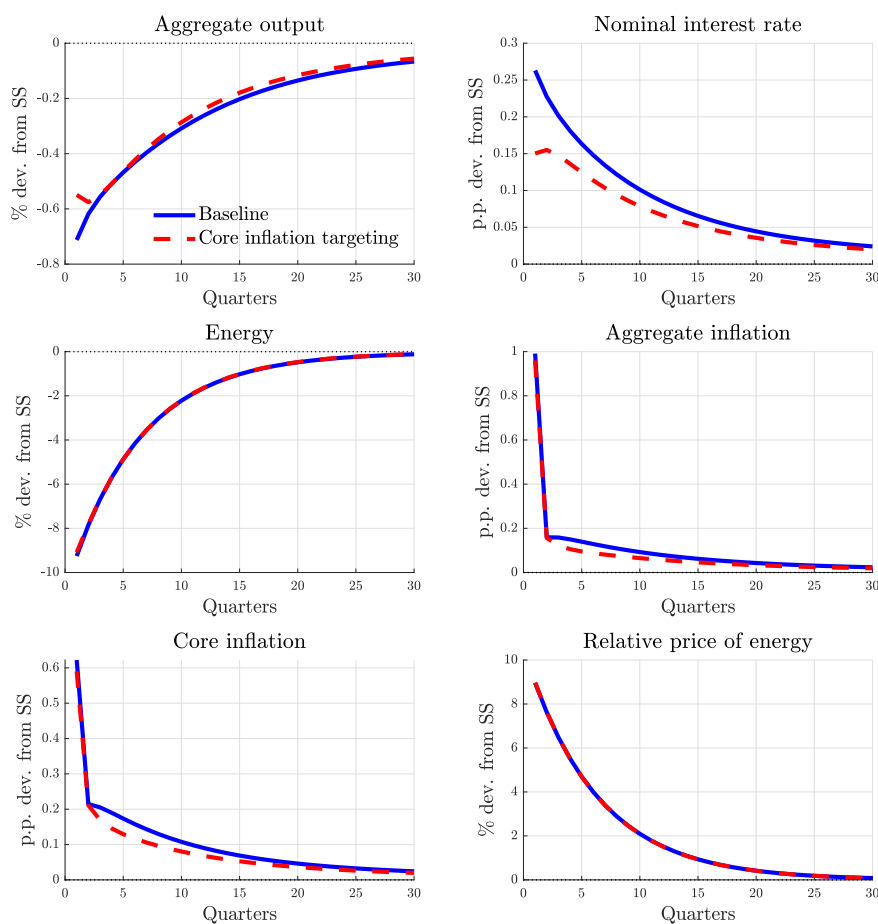 Aggregate output
% dev. from SS
0
-0.2
-0.4
-0.6
-0.8
Baseline
Core inflation targeting
0 5 10 15 20 25 30
Quarters
Nominal interest rate
p.p. dev. from SS
0.3
0.25
0.2
0.15
0.1
0.05
0
0 5 10 15 20 25 30
Quarters
Energy
% dev. from SS
0
-2
-4
-6
-8
-10
0 5 10 15 20 25 30
Quarters
Aggregate inflation
p.p. dev. from SS
1
0.8
0.6
0.4
0.2
0
0 5 10 15 20 25 30
Quarters
Core inflation
p.p. dev. from SS
0.6
0.5
0.4
0.3
0.2
0.1
0
0 5 10 15 20 25 30
Quarters
Relative price of energy
% dev. from SS
10
8
6
4
2
0
0 5 10 15 20 25 30
Quarters